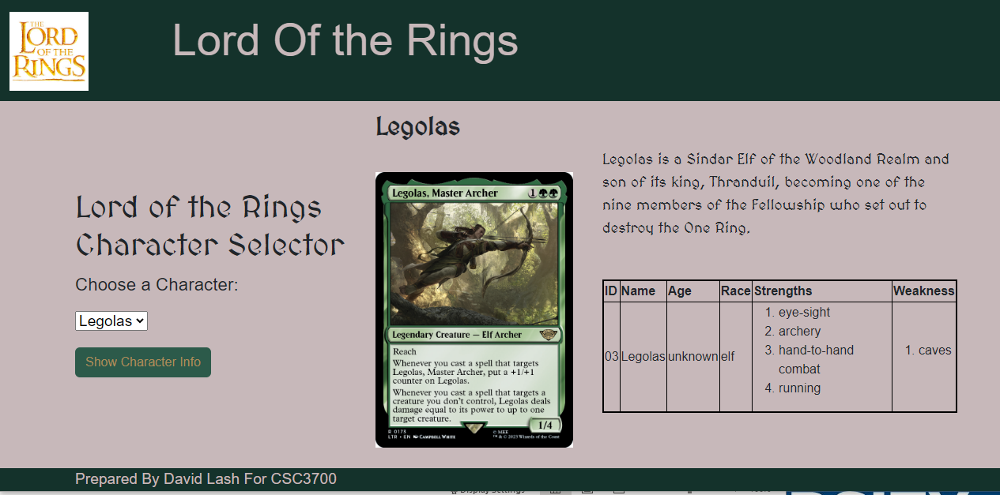 THE
LORD
OF THE
RINGS
Lord Of the Rings
Lord of the Rings
Character Selector
Choose a Character:
Legolas
Show Character Info
Legolas
Legolas, Master Archer 1
Legendary Creature — Elf Archer
Reach
Whenever you cast a spell that targets
Legolas, Master Archer, put a +1/+1
counter on Legolas.
Whenever you cast a spell that targets a
creature you don't control, Legolas deals
damage equal to its power to up to one
target creature.
1/4
R 0173
LTR • EN CAMPBELL WHITE
© MEE
™ & © 2023 Wizards of the Coast
Legolas is a Sindar Elf of the Woodland Realm and
son of its king, Thranduil, becoming one of the
nine members of the Fellowship who set out to
destroy the One Ring.
ID Name Age Race Strengths Weakness
03 Legolas unknown elf
1. eye-sight
2. archery
3. hand-to-hand
combat
4. running
1. caves
Prepared By David Lash For CSC3700
Display Settings